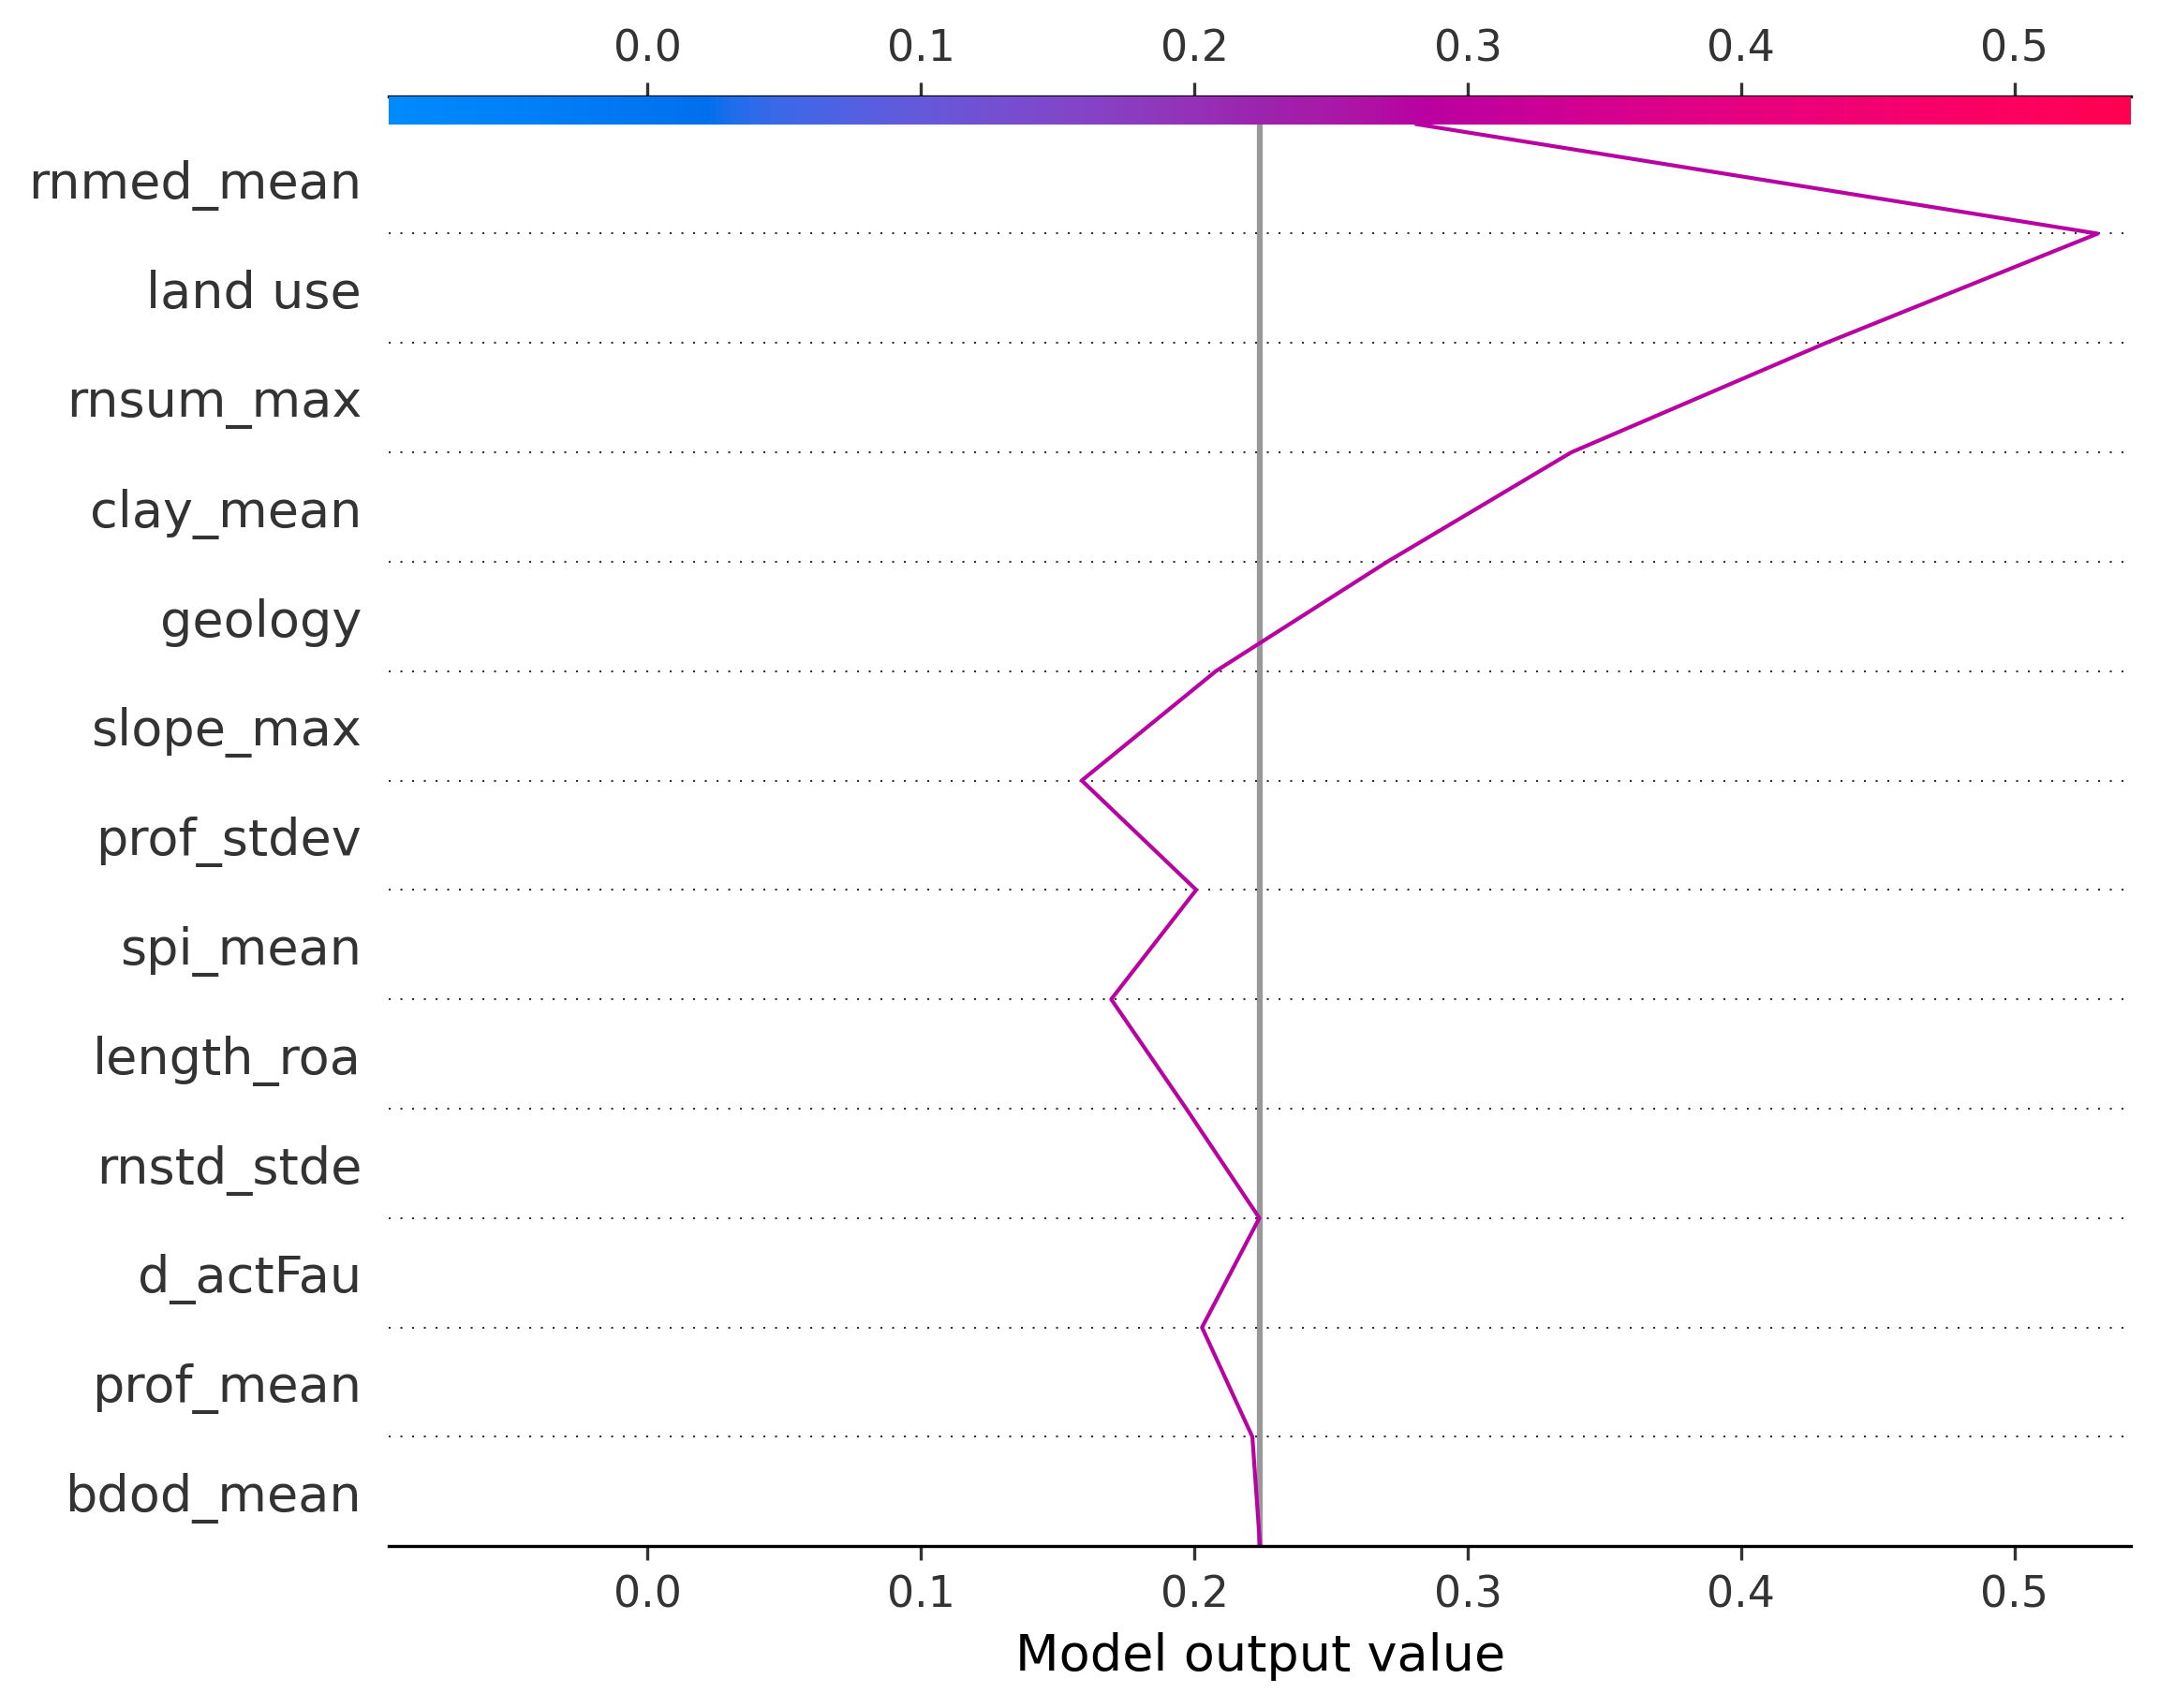 0.0 0.1 0.2 0.3 0.4 0.5
rnmed_mean
land use
rnsum_max
clay_mean
geology
slope_max
prof_stdev
spi_mean
length_roa
rnstd_stde
d_actFau
prof_mean
bdod_mean
0.0 0.1 0.2 0.3 0.4 0.5
Model output value